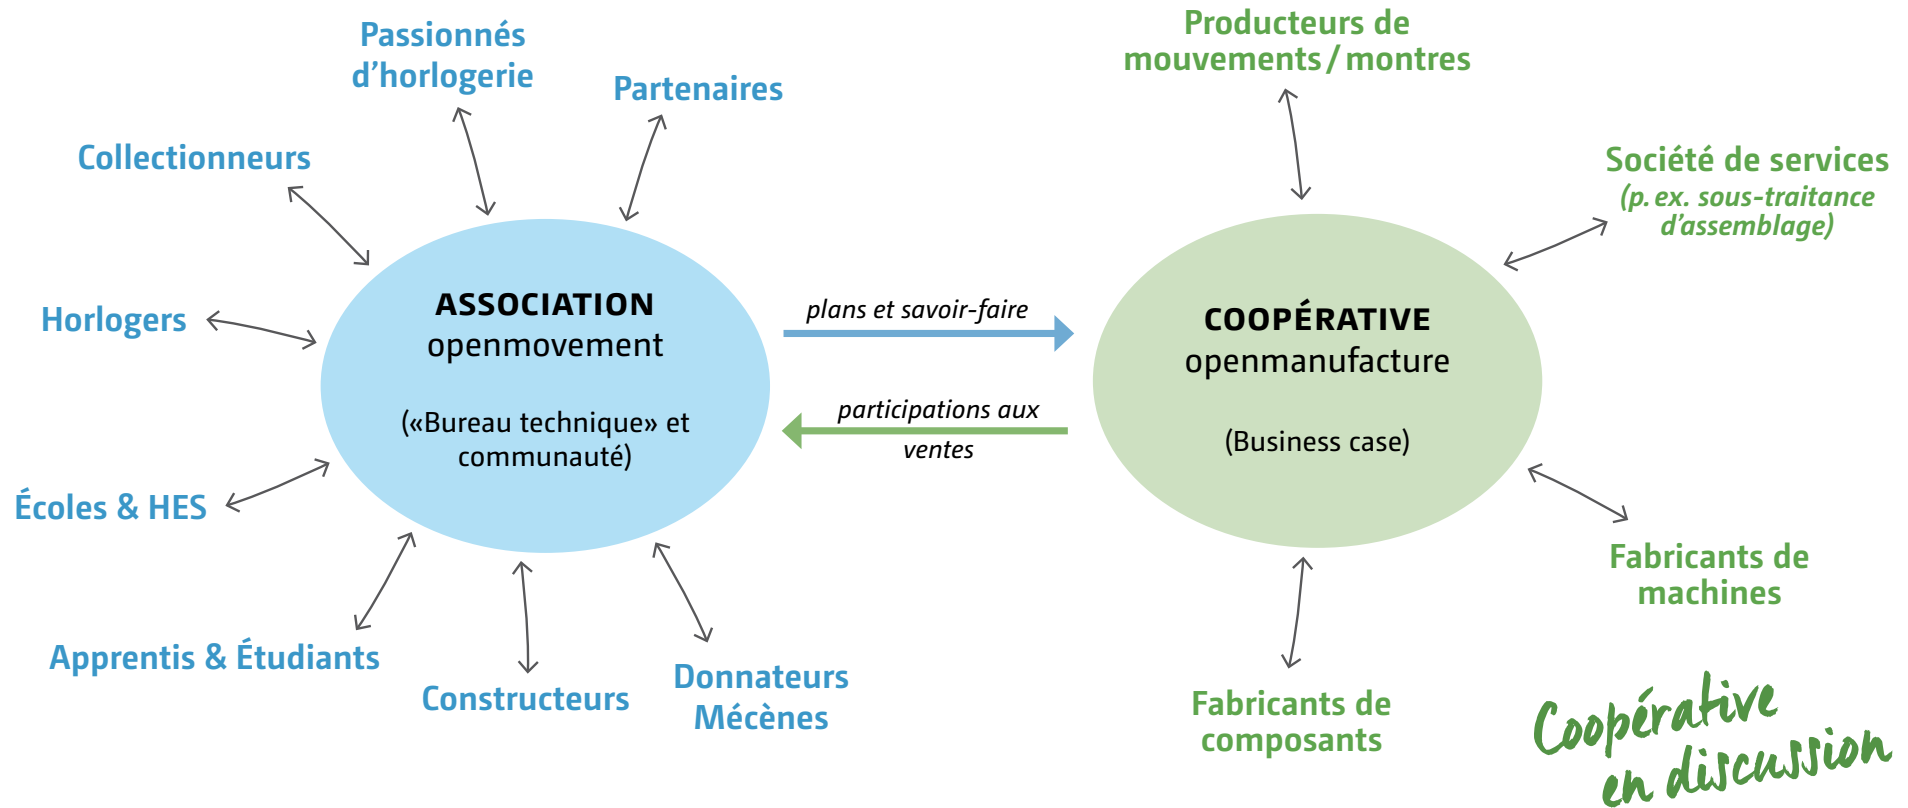 Passionnés
d'horlogerie
Partenaires
Collectionneurs
Horlogers
Écoles & HES
Apprentis & Étudiants
Constructeurs
Donnateurs
Mécènes
ASSOCIATION
openmovement
(«Bureau technique» et
communauté)
plans et savoir-faire
participations aux
ventes
Producteurs de
mouvements / montres
Société de services
(p. ex. sous-traitance
d'assemblage)
COOPÉRATIVE
openmanufacture
(Business case)
Fabricants de
machines
Fabricants de
composants
Coopérative
en discussion